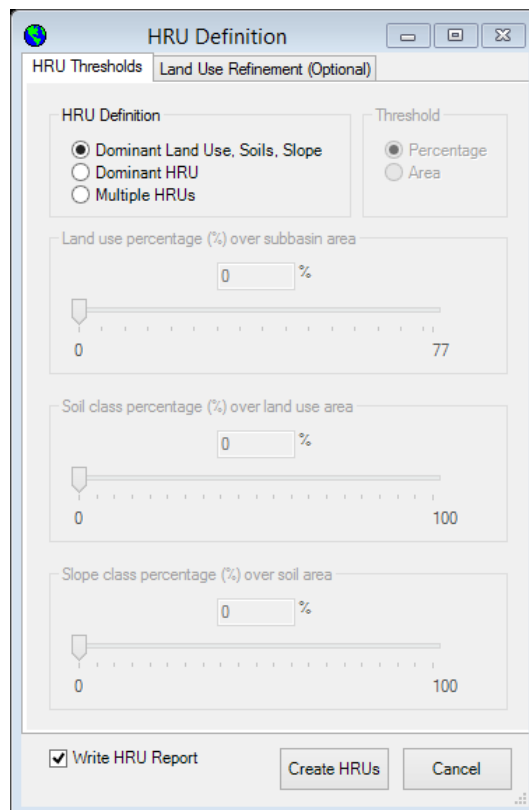 HRU Definition
HRU Thresholds Land Use Refinement (Optional)
HRU Definition Threshold
Dominant Land Use, Soils, Slope Percentage
Dominant HRU Area
Multiple HRUs
Land use percentage (%) over subbasin area
0 %
0 77
Soil class percentage (%) over land use area
0 %
0 100
Slope class percentage (%) over soil area
0 %
0 100
Write HRU Report Create HRUs Cancel